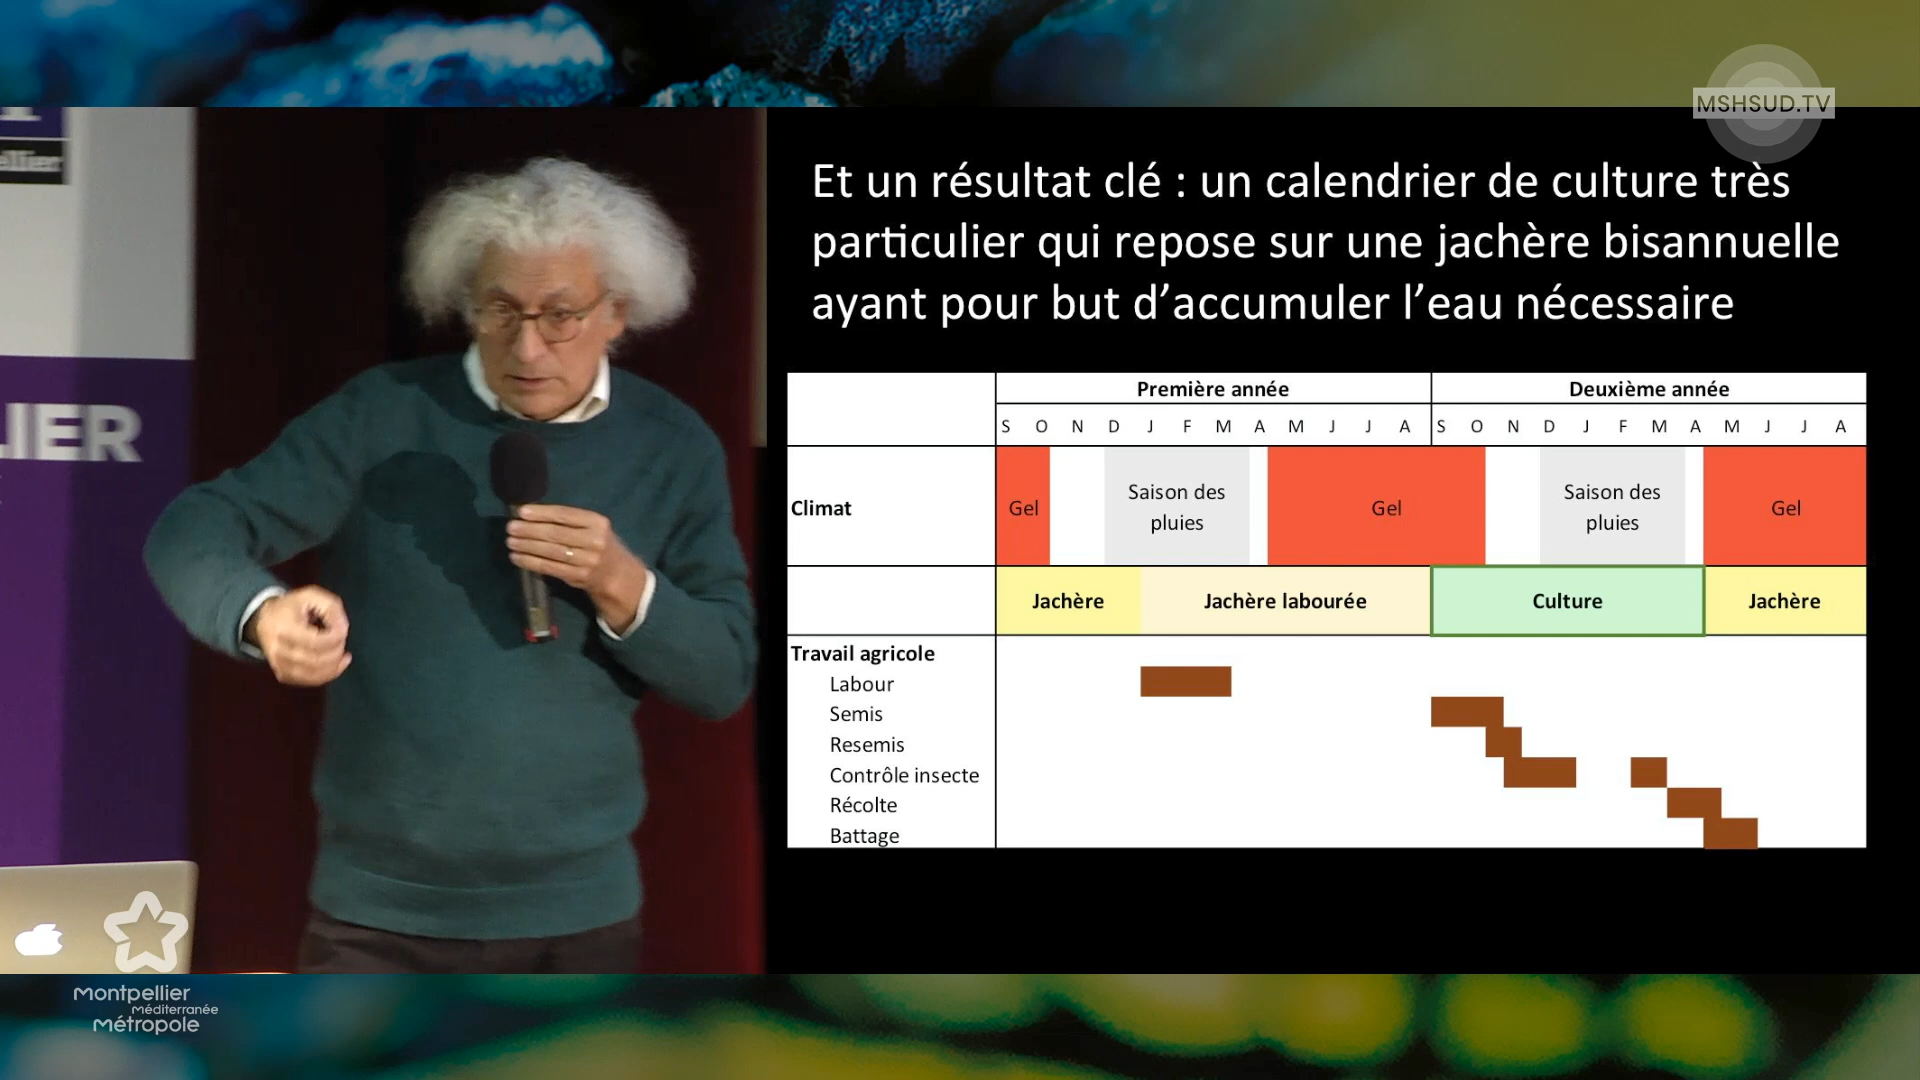 MSHSUD.TV
ellier
LIER
Et un résultat clé : un calendrier de culture très
particulier qui repose sur une jachère bisannuelle
ayant pour but d’accumuler l’eau nécessaire
Première année Deuxième année
S O N D J F M A M J J A S O N D J F M A M J J A
Climat Gel Saison des pluies Gel Saison des pluies Gel
Jachère Jachère labourée Culture Jachère
Travail agricole
Labour
Semis
Resemis
Contrôle insecte
Récolte
Battage
montpellier
méditerranée
métropole